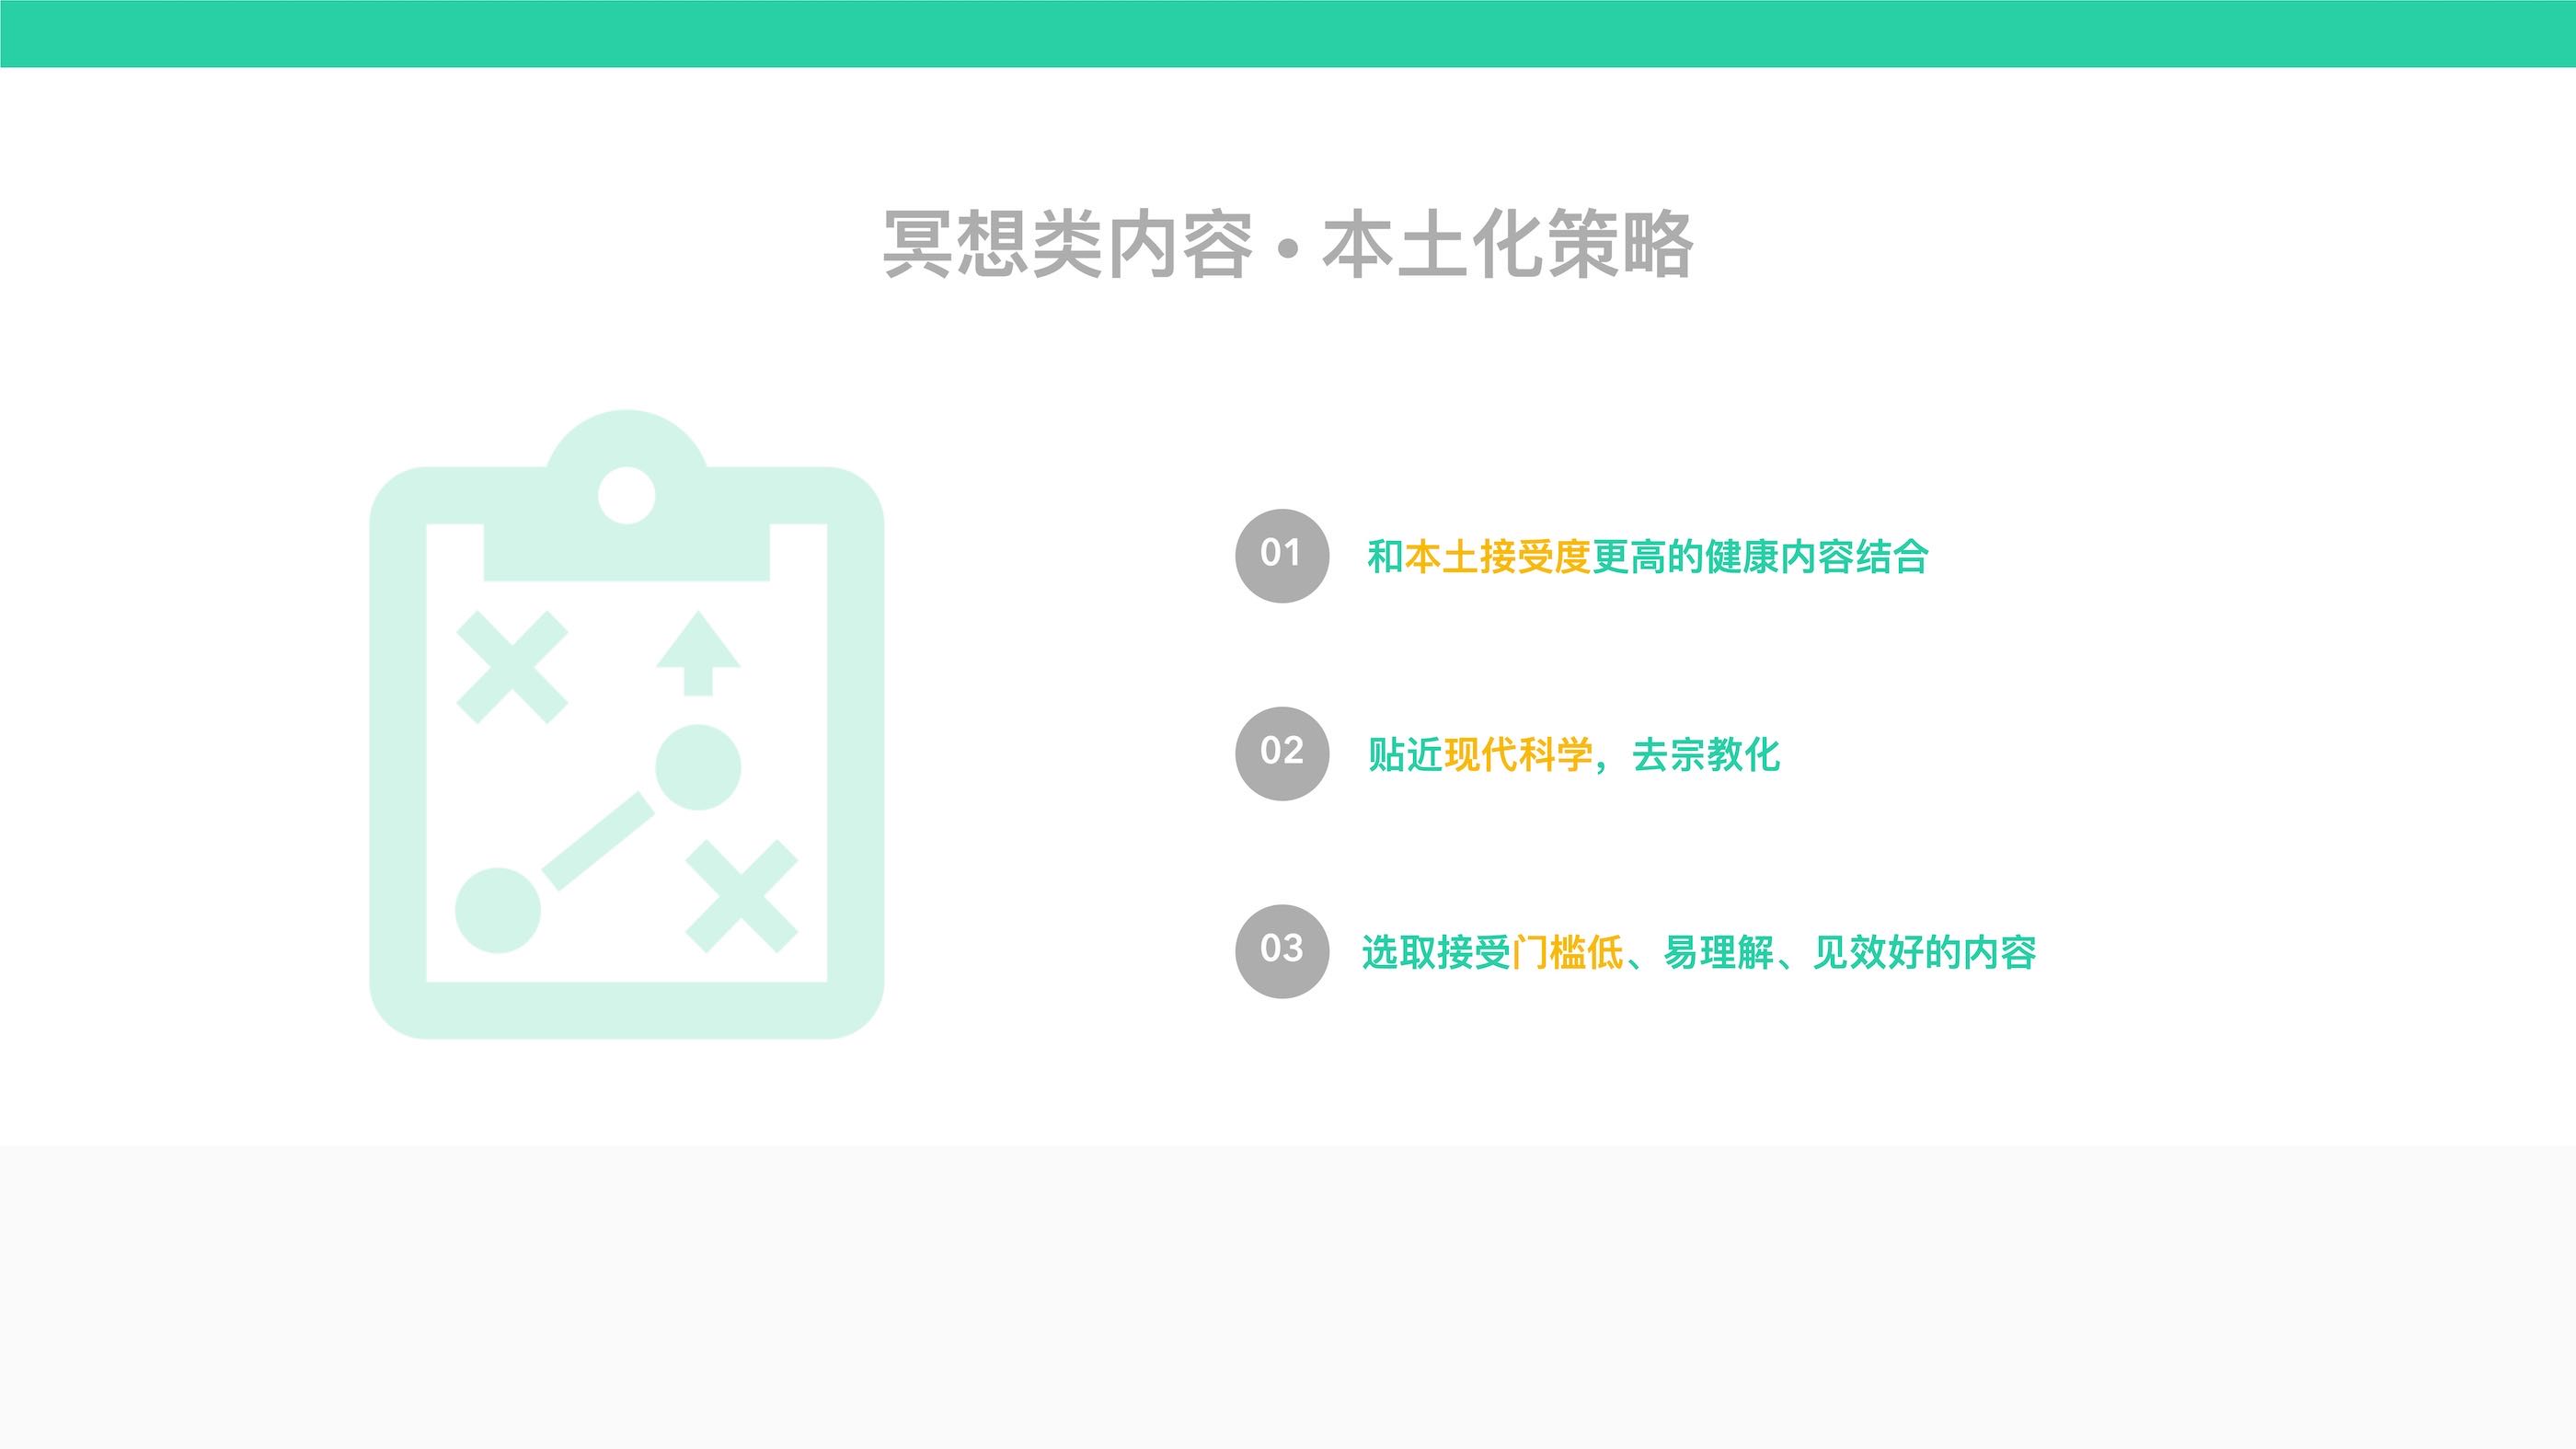 冥想类内容 • 本土化策略
01 和本土接受度更高的健康内容结合
02 贴近现代科学，去宗教化
03 选取接受门槛低、易理解、见效好的内容